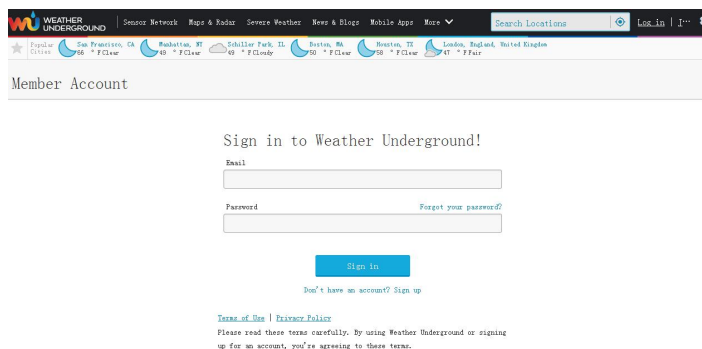 WEATHER UNDERGROUND
Sensor Network Maps & Radar Severe Weather News & Blogs Mobile Apps More Search Locations Log in | J…
Popular Cities
San Francisco, CA
66 ° F Clear
Manhattan, NY
49 ° F Clear
Schiller Park, IL
49 ° F Cloudy
Boston, MA
50 ° F Clear
Houston, TX
58 ° F Clear
London, England, United Kingdom
47 ° F Fair
Member Account
Sign in to Weather Underground!
Email
Password Forgot your password?
Sign in
Don't have an account? Sign up
Terms of Use | Privacy Policy
Please read these terms carefully. By using Weather Underground or signing
up for an account, you're agreeing to these terms.